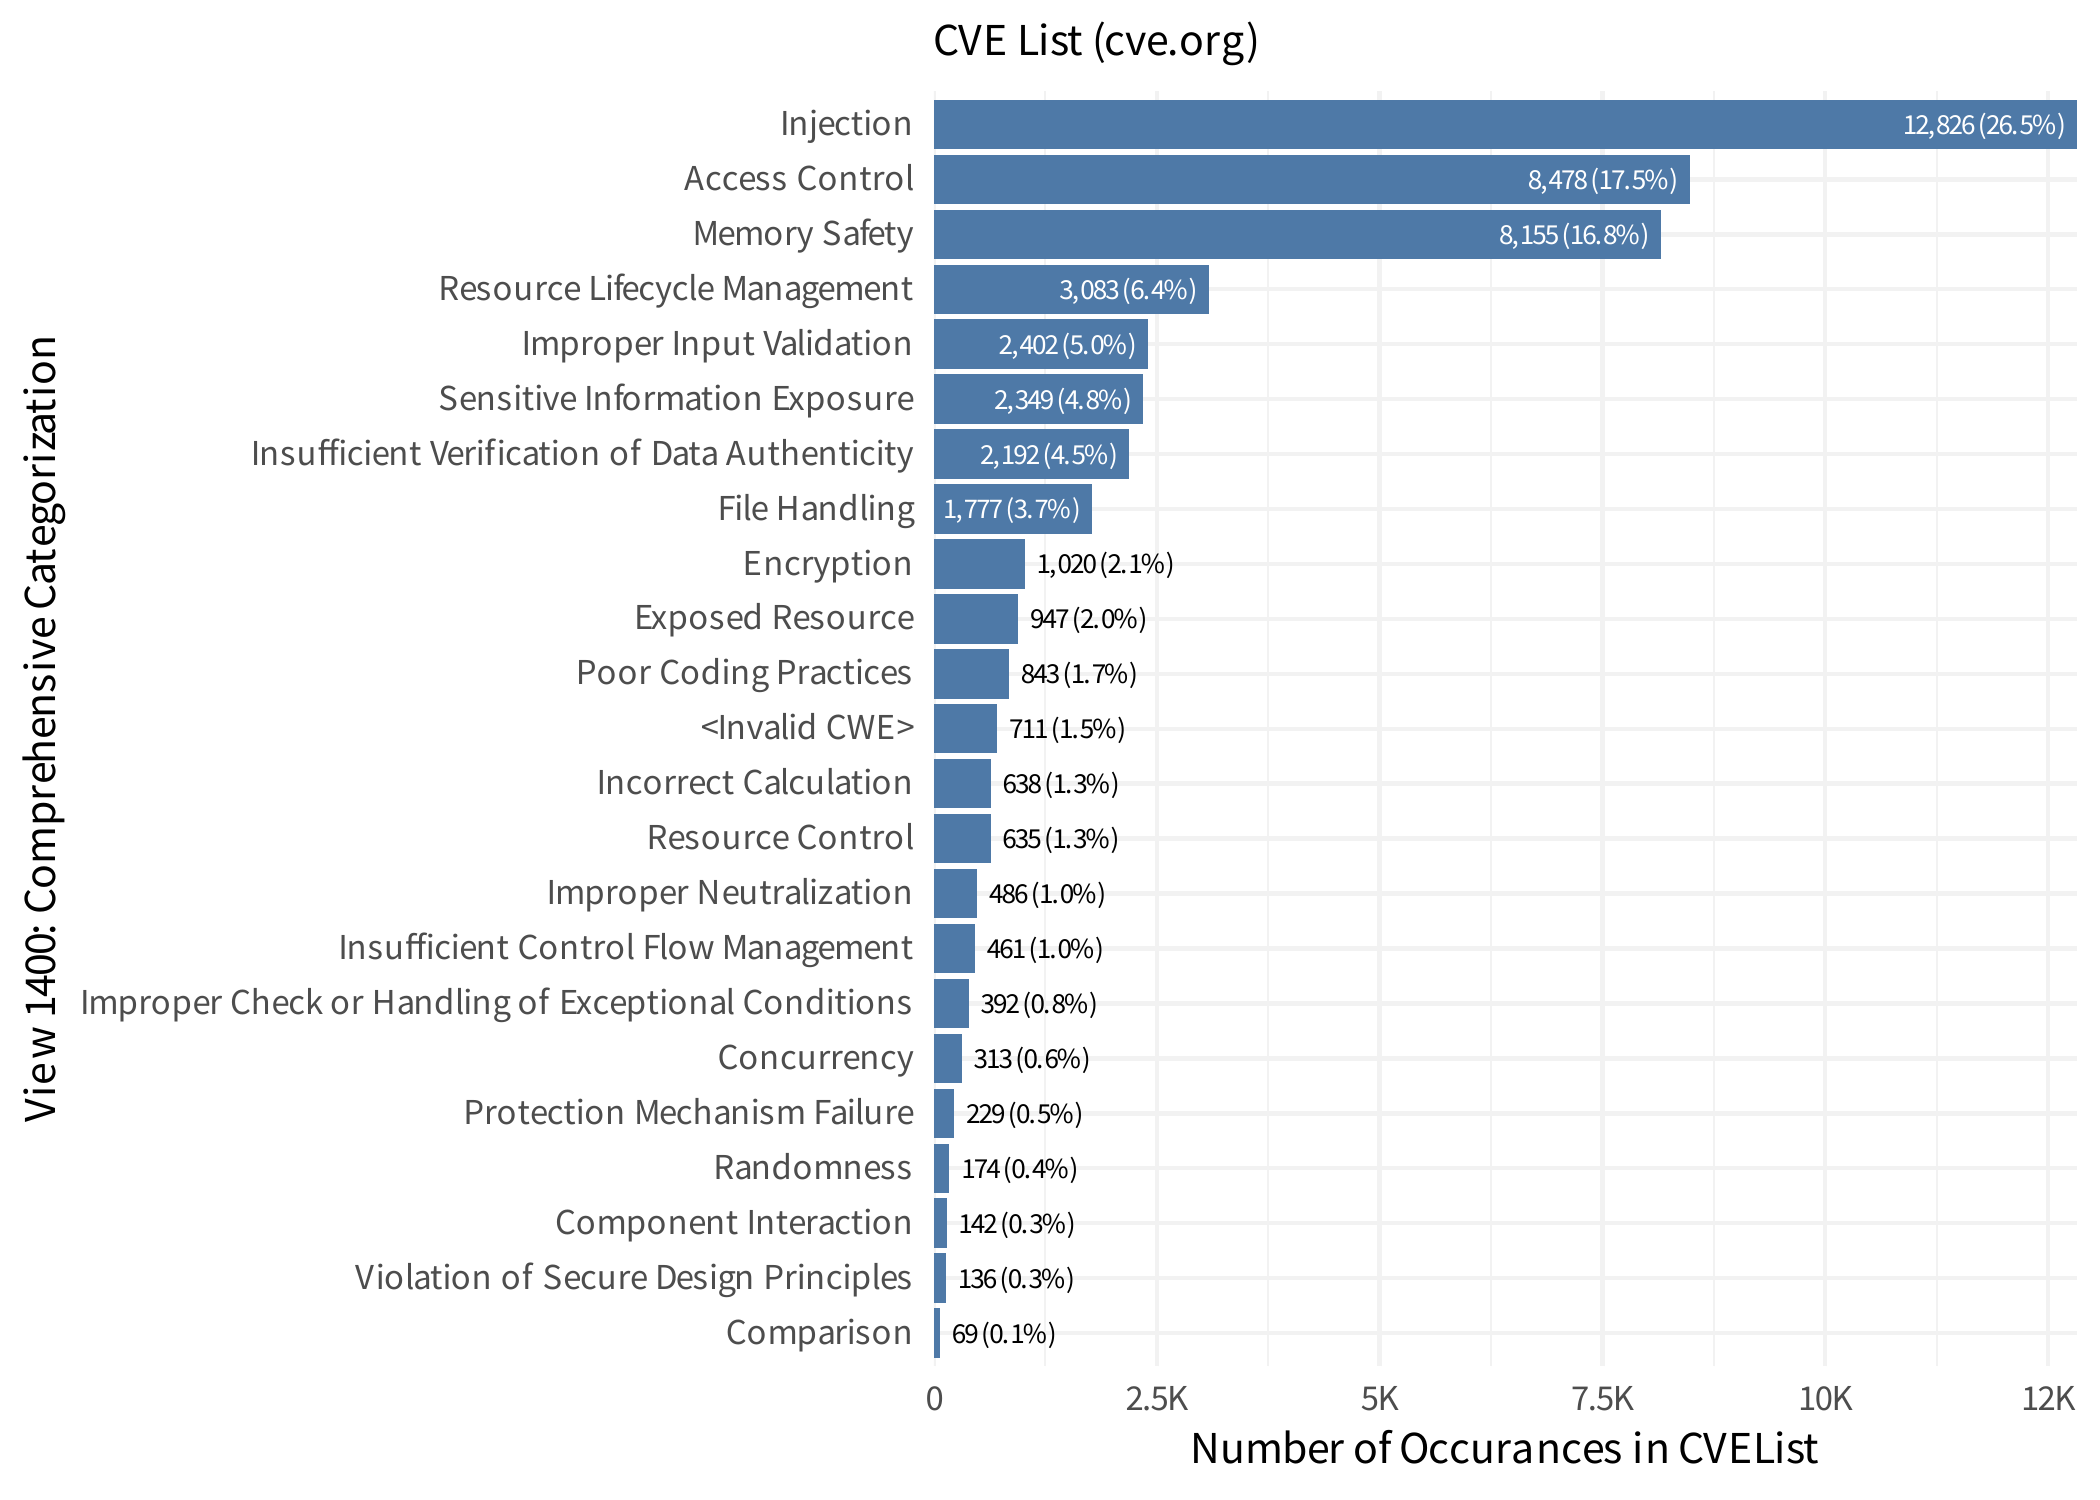 CVE List (cve.org)
View 1400: Comprehensive Categorization
Injection 12,826 (26.5%)
Access Control 8,478 (17.5%)
Memory Safety 8,155 (16.8%)
Resource Lifecycle Management 3,083 (6.4%)
Improper Input Validation 2,402 (5.0%)
Sensitive Information Exposure 2,349 (4.8%)
Insufficient Verification of Data Authenticity 2,192 (4.5%)
File Handling 1,777 (3.7%)
Encryption 1,020 (2.1%)
Exposed Resource 947 (2.0%)
Poor Coding Practices 843 (1.7%)
<Invalid CWE> 711 (1.5%)
Incorrect Calculation 638 (1.3%)
Resource Control 635 (1.3%)
Improper Neutralization 486 (1.0%)
Insufficient Control Flow Management 461 (1.0%)
Improper Check or Handling of Exceptional Conditions 392 (0.8%)
Concurrency 313 (0.6%)
Protection Mechanism Failure 229 (0.5%)
Randomness 174 (0.4%)
Component Interaction 142 (0.3%)
Violation of Secure Design Principles 136 (0.3%)
Comparison 69 (0.1%)
0 2.5K 5K 7.5K 10K 12K
Number of Occurances in CVEList